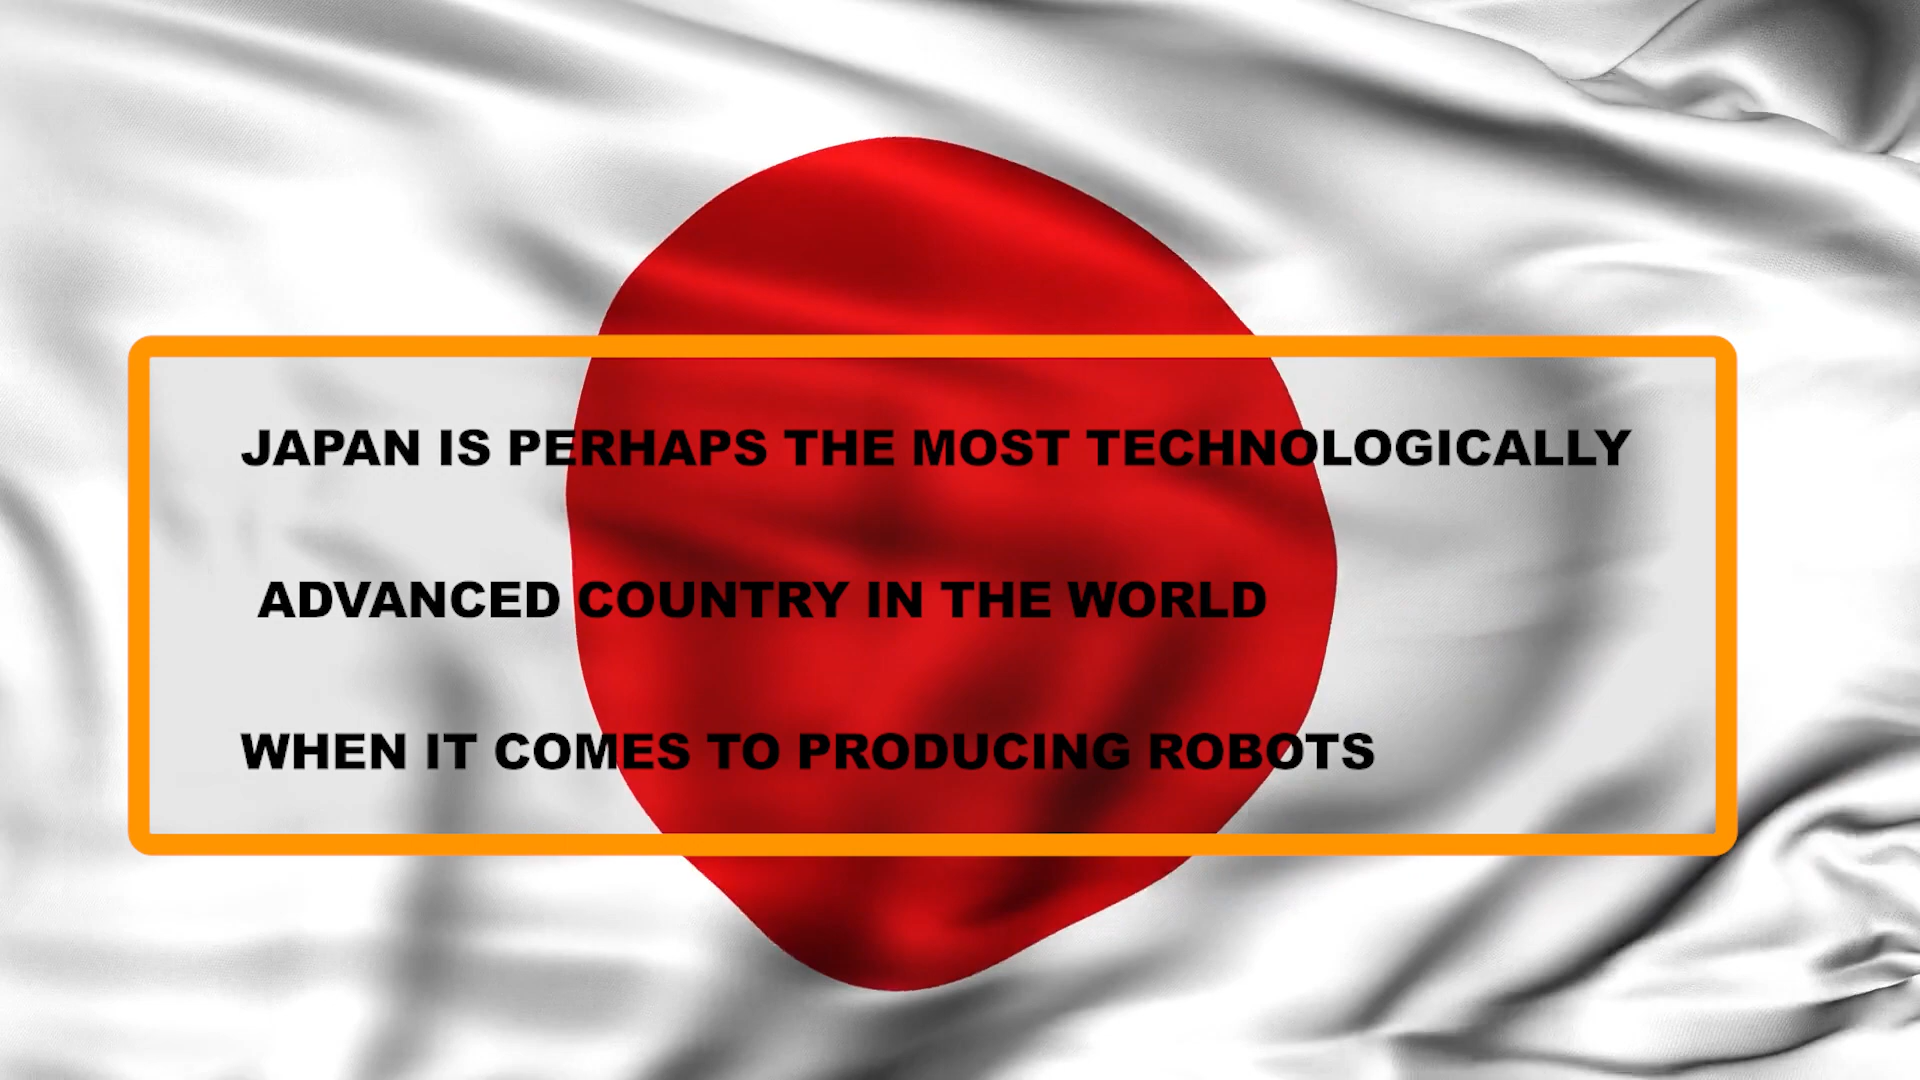 JAPAN IS PERHAPS THE MOST TECHNOLOGICALLY
ADVANCED COUNTRY IN THE WORLD
WHEN IT COMES TO PRODUCING ROBOTS